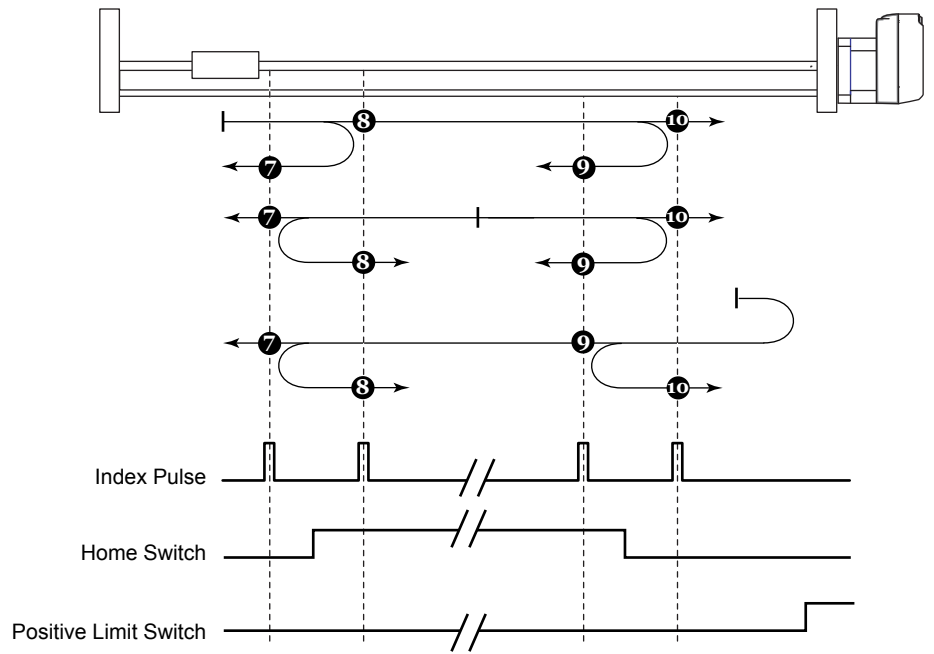 8 10
7 9
7 10
8 9
7 9
8 10
Index Pulse
Home Switch
Positive Limit Switch